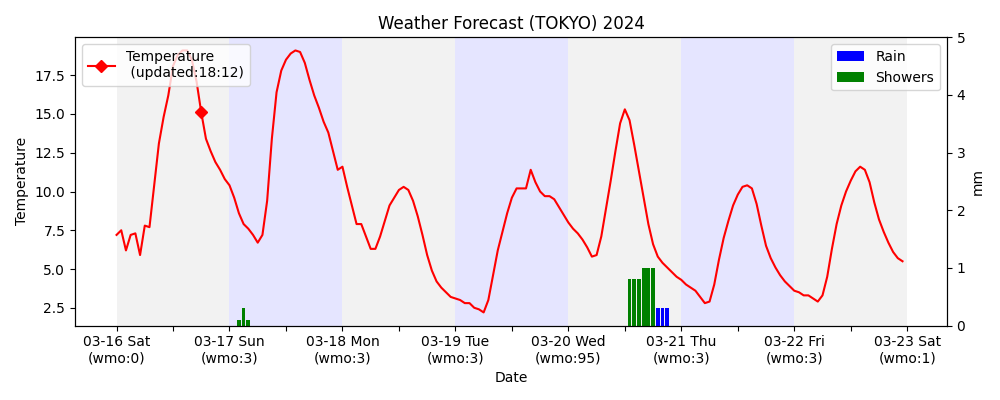 Weather Forecast (TOKYO) 2024
Temperature
(updated:18:12)
Rain
Showers
17.5
15.0
12.5
10.0
7.5
5.0
2.5
Temperature
5
4
3
2
1
0
mm
03-16 Sat
(wmo:0)
03-17 Sun
(wmo:3)
03-18 Mon
(wmo:3)
03-19 Tue
(wmo:3)
03-20 Wed
(wmo:95)
03-21 Thu
(wmo:3)
03-22 Fri
(wmo:3)
03-23 Sat
(wmo:1)
Date